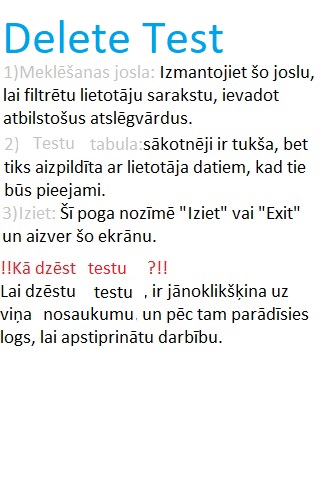 Delete Test
1)Meklēšanas josla: Izmantojiet šo joslu,
lai filtrētu lietotāju sarakstu, ievadot
atbilstošus atslēgvārdus.
2) Testu tabula:sākotnēji ir tukša, bet
tiks aizpildīta ar lietotāja datiem, kad tie
būs pieejami.
3)Iziet: Šī poga nozīmē "Iziet" vai "Exit"
un aizver šo ekrānu.
!!Kā dzēst testu ?!!
Lai dzēstu testu , ir jānoklikšķina uz
viņa nosaukumu un pēc tam parādīsies
logs, lai apstiprinātu darbību.